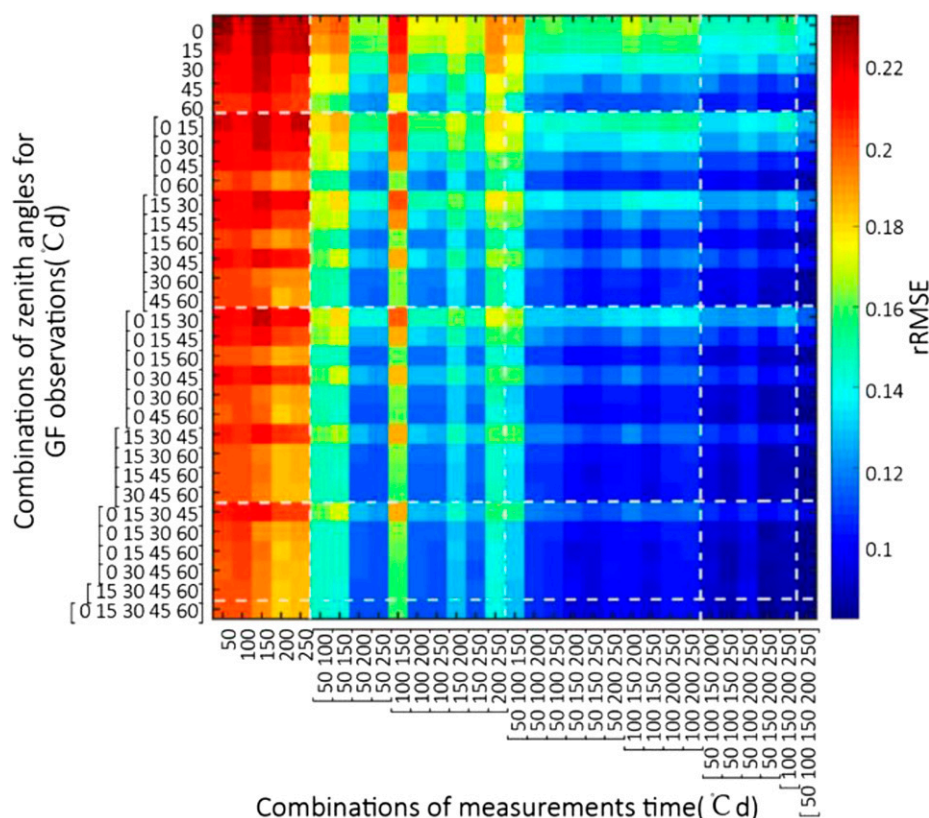 0
15
30
45
60
[0 15]
0 30
0 45
0 60
[15 30]
15 45
15 60
30 45
30 60
45 60
[0 15 30]
0 15 45
0 15 60
0 30 45
0 30 60
0 45 60
[15 30 45]
15 30 60
15 45 60
30 45 60
[0 15 30 45]
0 15 30 60
0 15 45 60
0 30 45 60
[15 30 45 60]
[0 15 30 45 60]
Combinations of zenith angles for
GF observations(℃ d)
50
100
150
200
250
[50 100]
50 150
50 200
50 250
[100 150]
100 200
100 250
150 200
150 250
200 250
[50 100 150]
50 100 200
50 100 250
50 150 200
50 150 250
50 200 250
[100 150 200]
100 150 250
100 200 250
150 200 250
[50 100 150 200]
50 100 150 250
50 100 200 250
50 150 200 250
[100 150 200 250]
[50 100 150 200 250]
Combinations of measurements time(℃ d)
0.22
0.2
0.18
0.16
0.14
0.12
0.1
rRMSE